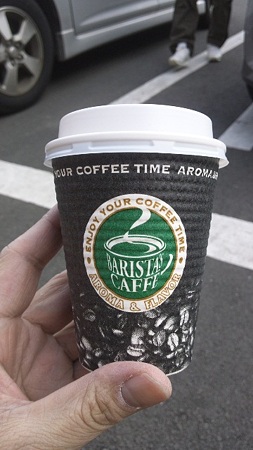 YOUR COFFEE TIME AROMA
ENJOY YOUR COFFEE TIME
BARISTA'S
CAFFE
AROMA & FLAVOR